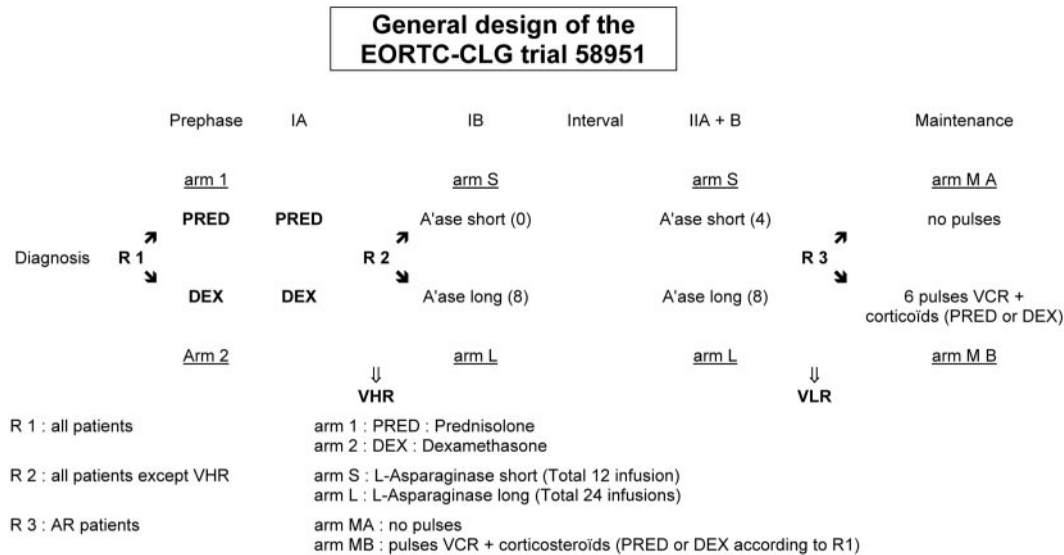 General design of the
EORTC-CLG trial 58951
Prephase IA IB Interval IIA + B Maintenance
arm 1 arm S arm S arm M A
PRED PRED A'ase short (0) A'ase short (4) no pulses
Diagnosis R 1 R 2 R 3
DEX DEX A'ase long (8) A'ase long (8) 6 pulses VCR +
corticoïds (PRED or DEX)
Arm 2 arm L arm L arm M B
VHR VLR
R 1 : all patients arm 1 : PRED : Prednisolone
arm 2 : DEX : Dexamethasone
R 2 : all patients except VHR arm S : L-Asparaginase short (Total 12 infusion)
arm L : L-Asparaginase long (Total 24 infusions)
R 3 : AR patients arm MA : no pulses
arm MB : pulses VCR + corticosteroïds (PRED or DEX according to R1)